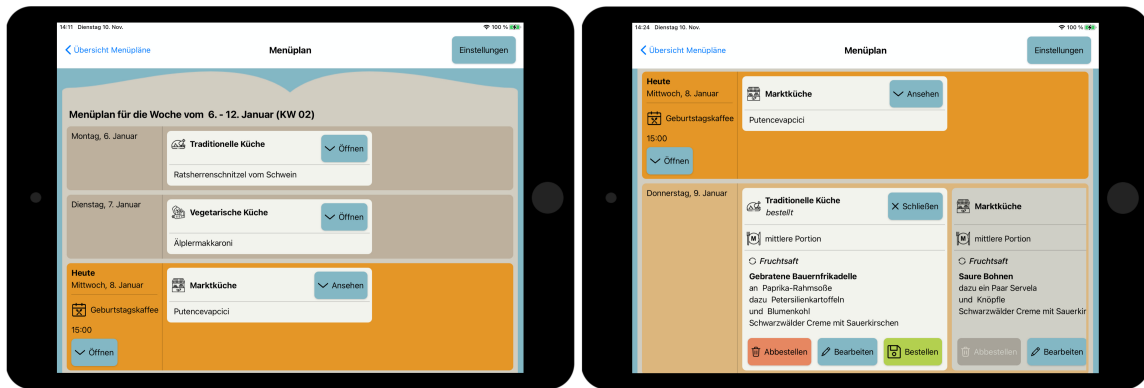 14:11 Dienstag 10. Nov.
100 %
Übersicht Menüpläne
Menüplan
Einstellungen
Menüplan für die Woche vom 6. - 12. Januar (KW 02)
Montag, 6. Januar
Traditionelle Küche
Öffnen
Ratsherrenschnitzel vom Schwein
Dienstag, 7. Januar
Vegetarische Küche
Öffnen
Älplermakkaroni
Heute
Mittwoch, 8. Januar
Marktküche
Ansehen
Geburtstagskaffee
Putencevapcici
15:00
Öffnen
14:24 Dienstag 10. Nov.
100 %
Übersicht Menüpläne
Menüplan
Einstellungen
Heute
Mittwoch, 8. Januar
Marktküche
Ansehen
Geburtstagskaffee
Putencevapcici
15:00
Öffnen
Donnerstag, 9. Januar
Traditionelle Küche
bestellt
Schließen
M mittlere Portion
Fruchtsaft
Gebratene Bauernfrikadelle
an Paprika-Rahmsoße
dazu Petersilienkartoffeln
und Blumenkohl
Schwarzwälder Creme mit Sauerkirschen
Abbestellen
Bearbeiten
Bestellen
Marktküche
M mittlere Portion
Fruchtsaft
Saure Bohnen
dazu ein Paar Servela
und Knöpfle
Schwarzwälder Creme mit Sauerkir
Abbestellen
Bearbeiten